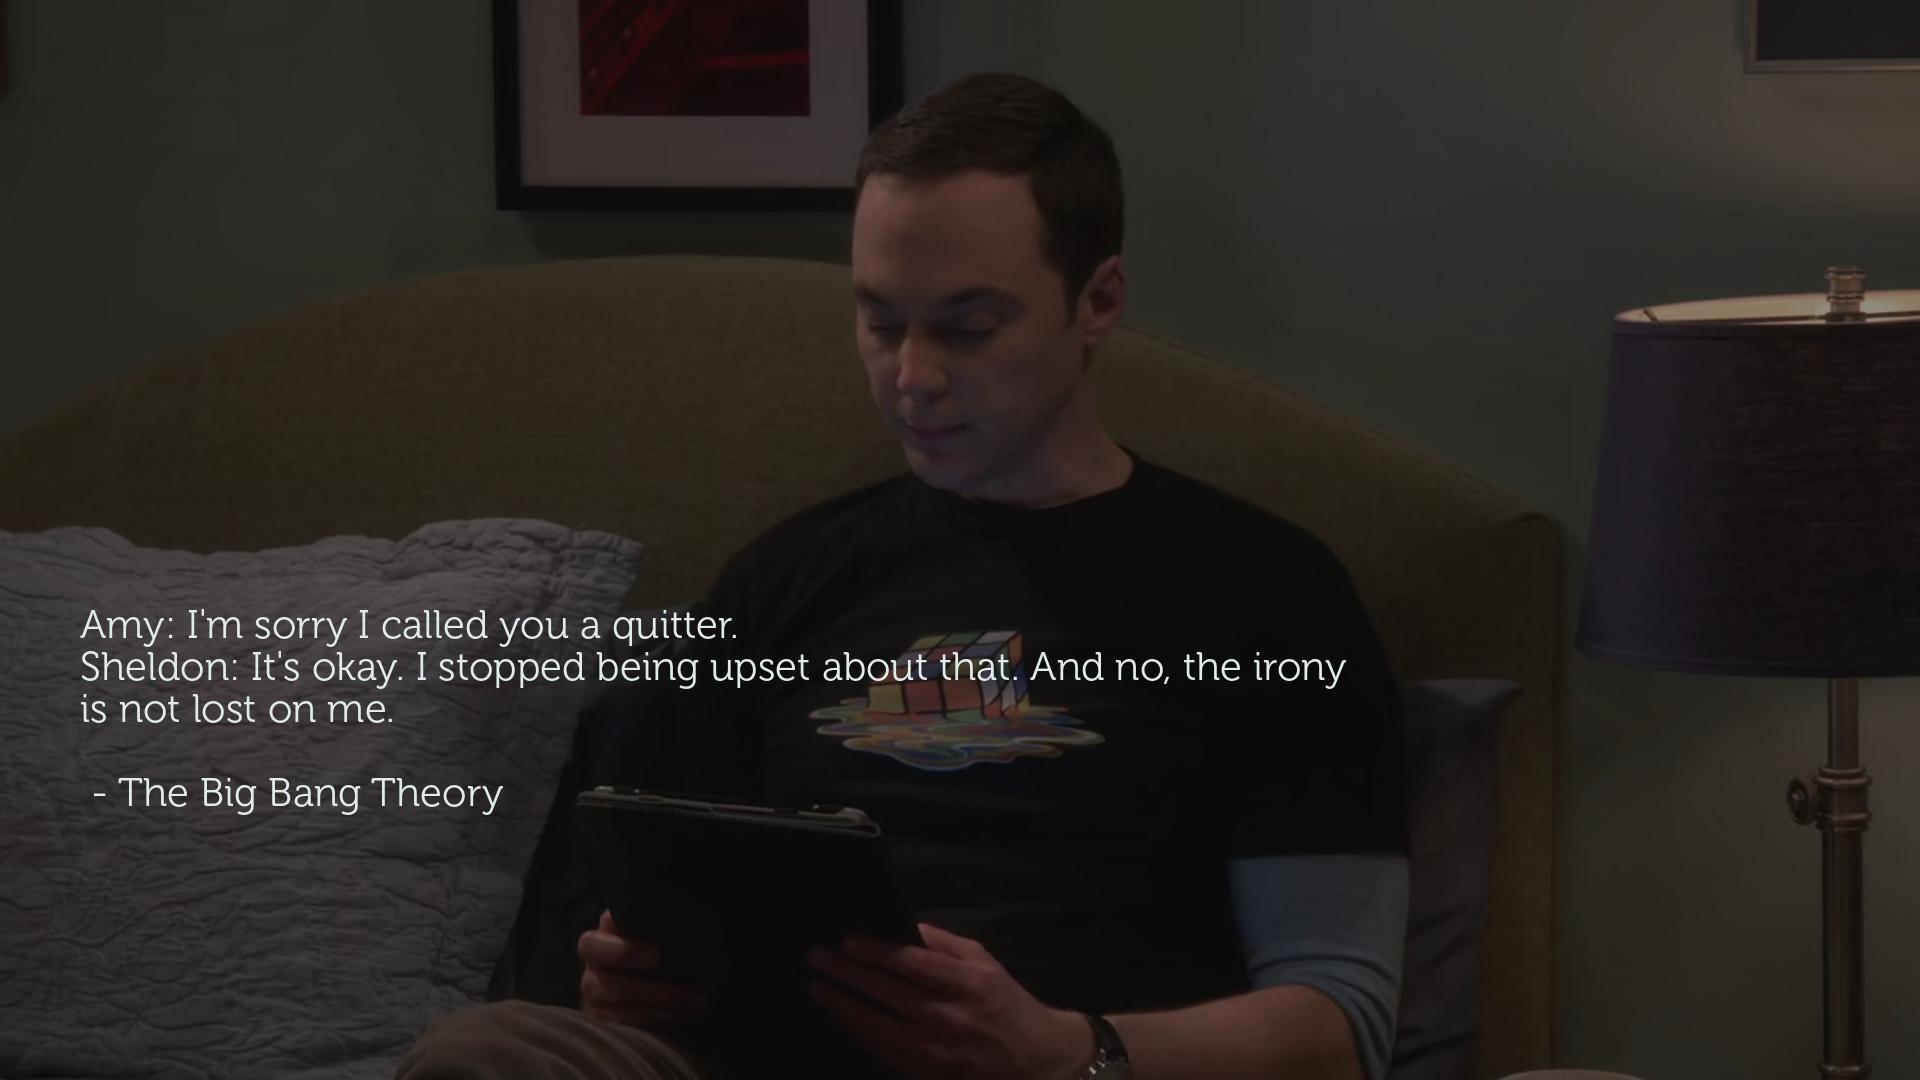 Amy: I'm sorry I called you a quitter.
Sheldon: It's okay. I stopped being upset about that. And no, the irony
is not lost on me.
- The Big Bang Theory